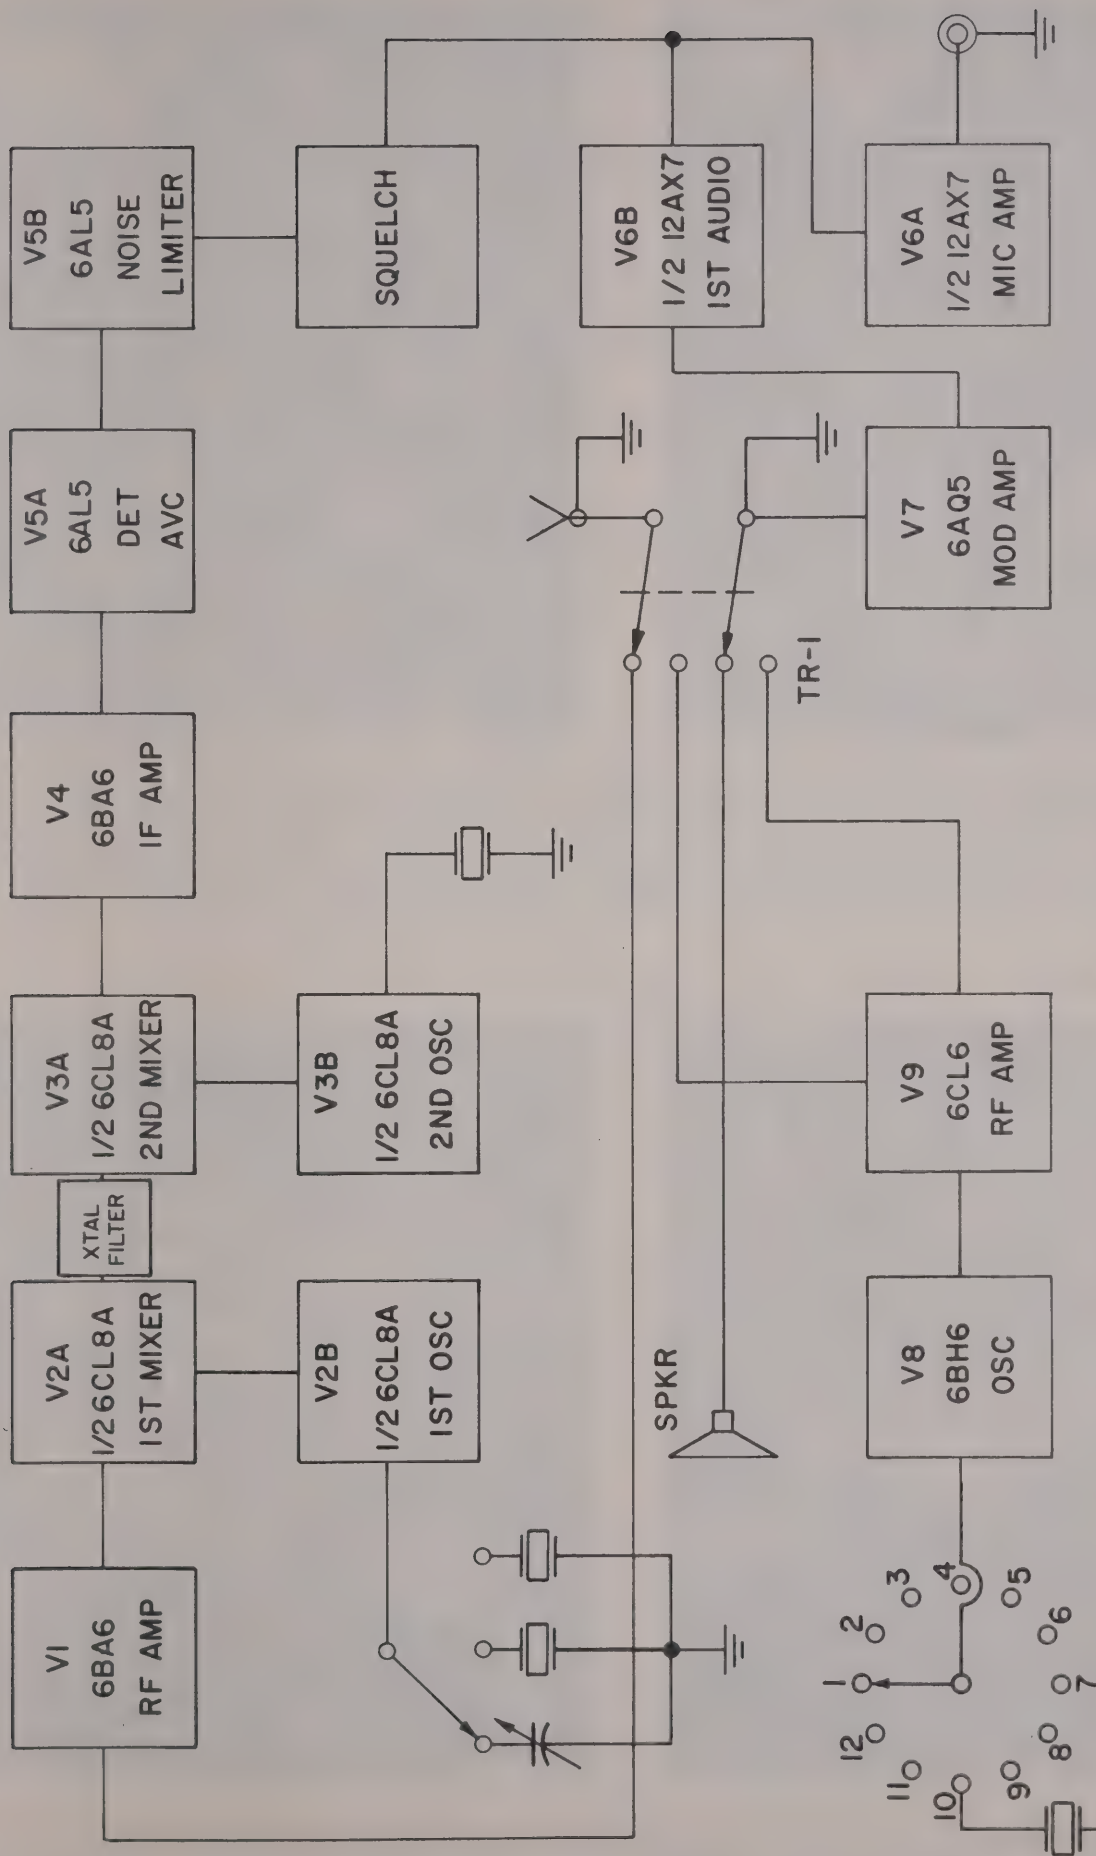 V1
6BA6
RF AMP
V2A
1/2 6CL8A
1ST MIXER
XTAL
FILTER
V3A
1/2 6CL8A
2ND MIXER
V4
6BA6
IF AMP
V5A
6AL5
DET
AVC
V5B
6AL5
NOISE
LIMITER
V2B
1/2 6CL8A
1ST OSC
V3B
1/2 6CL8A
2ND OSC
SQUELCH
V6B
1/2 12AX7
1ST AUDIO
SPKR
TR-1
V8
6BH6
OSC
V9
6CL6
RF AMP
V7
6AQ5
MOD AMP
V6A
1/2 12AX7
MIC AMP
1
2
3
4
5
6
7
8
9
10
11
12